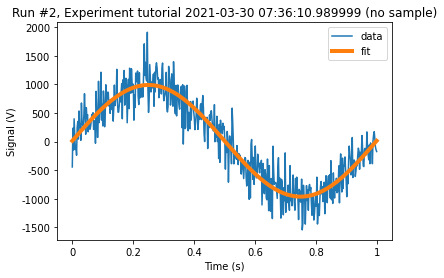 Run #2, Experiment tutorial 2021-03-30 07:36:10.989999 (no sample)
2000
1500
1000
500
0
-500
-1000
-1500
Signal (V)
data
fit
0 0.2 0.4 0.6 0.8 1
Time (s)